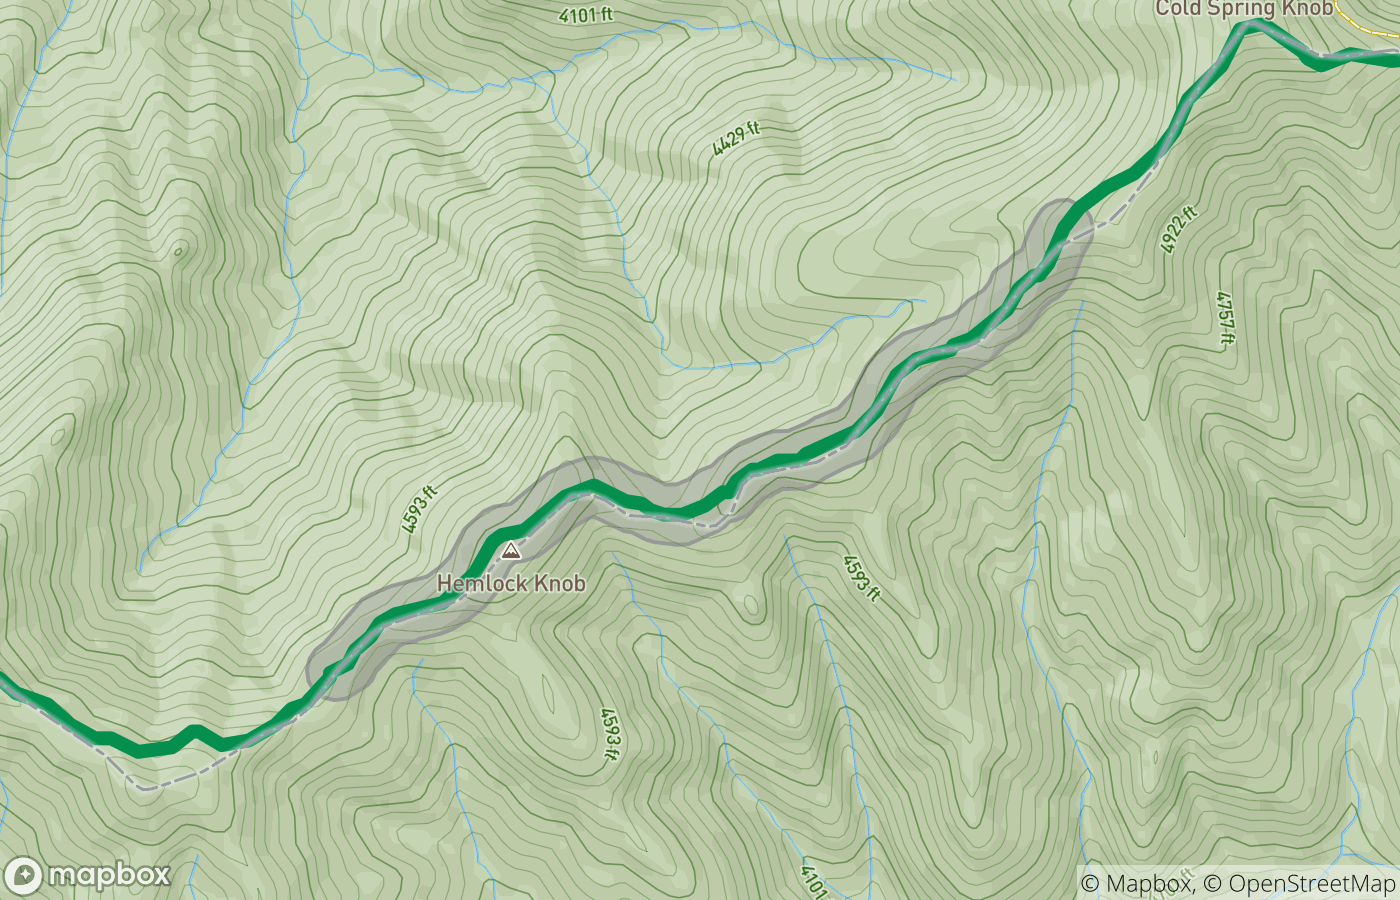 Cold Spring Knob
4101 ft
4429 ft
4922 ft
4757 ft
4593 ft
Hemlock Knob
4593 ft
4593 ft
4101
mapbox
© Mapbox, © OpenStreetMap